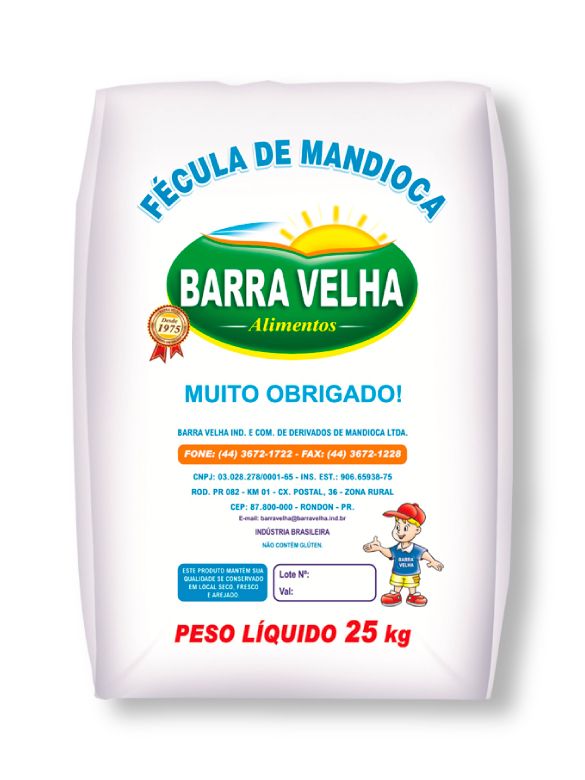 FÉCULA DE MANDIOCA
BARRA VELHA
Alimentos
Desde
1975
MUITO OBRIGADO!
BARRA VELHA IND. E COM. DE DERIVADOS DE MANDIOCA LTDA.
FONE: (44) 3672-1722 - FAX: (44) 3672-1228
CNPJ: 03.028.278/0001-65 - INS. EST.: 906.65938-75
ROD. PR 082 - KM 01 - CX. POSTAL, 36 - ZONA RURAL
CEP: 87.800-000 - RONDON - PR.
E-mail: barravelha@barravelha.ind.br
INDÚSTRIA BRASILEIRA
NÃO CONTÉM GLÚTEN.
BARRA
VELHA
ESTE PRODUTO MANTÉM SUA
QUALIDADE SE CONSERVADO
EM LOCAL SECO, FRESCO
E AREJADO
Lote Nº:
Val:
PESO LÍQUIDO 25 kg